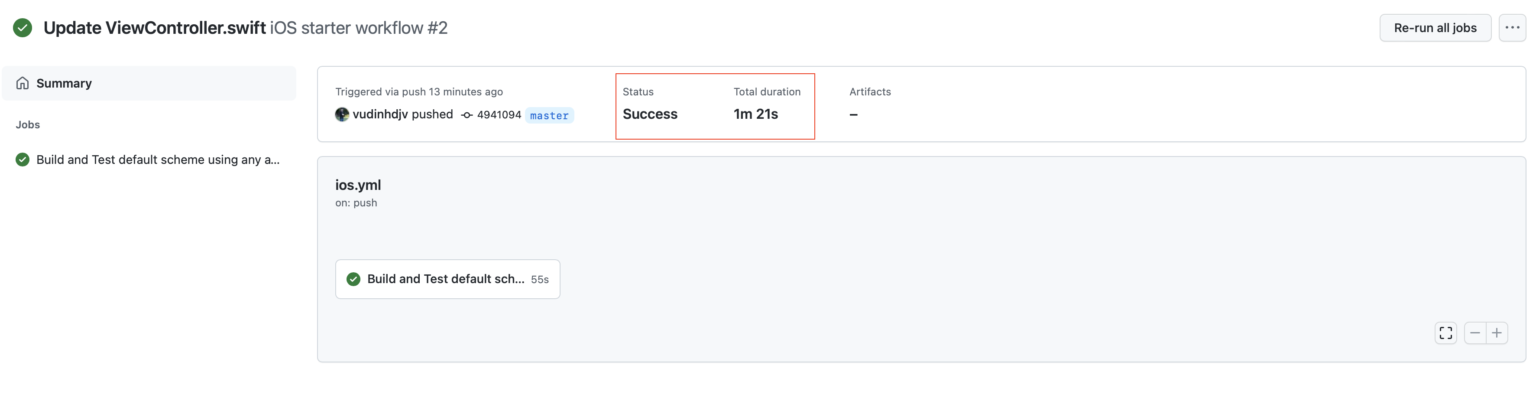 Update ViewController.swift iOS starter workflow #2
Re-run all jobs
Summary
Jobs
Build and Test default scheme using any a...
Triggered via push 13 minutes ago
vudinhdjv pushed 4941094 master
Status
Success
Total duration
1m 21s
Artifacts
–
ios.yml
on: push
Build and Test default sch... 55s